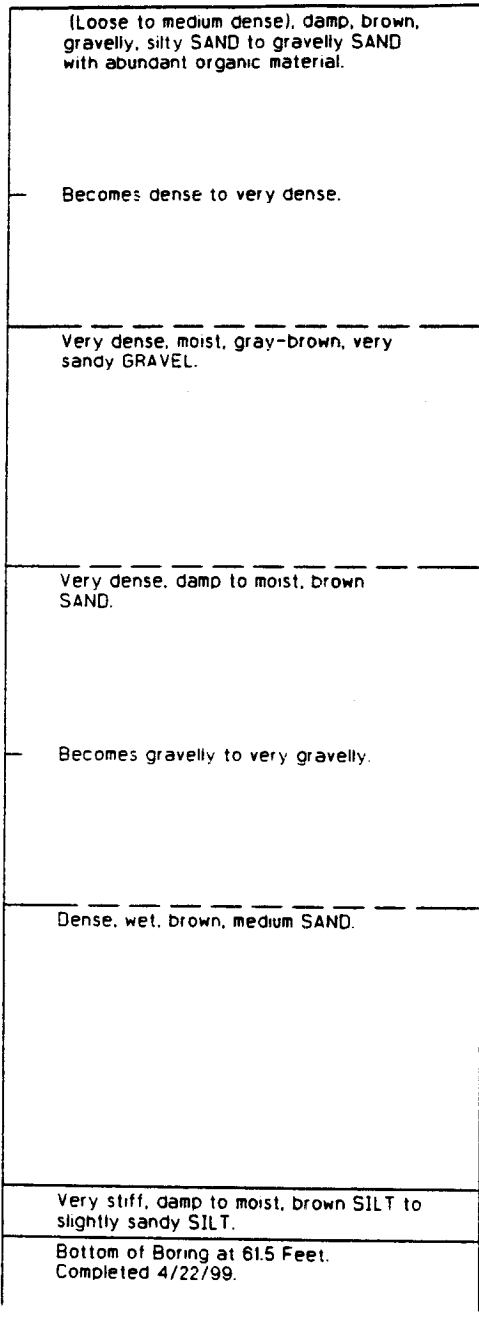 (Loose to medium dense), damp, brown,
gravelly, silty SAND to gravelly SAND
with abundant organic material.
Becomes dense to very dense.
Very dense, moist, gray-brown, very
sandy GRAVEL.
Very dense, damp to moist, brown
SAND.
Becomes gravelly to very gravelly.
Dense, wet, brown, medium SAND.
Very stiff, damp to moist, brown SILT to
slightly sandy SILT.
Bottom of Boring at 61.5 Feet.
Completed 4/22/99.